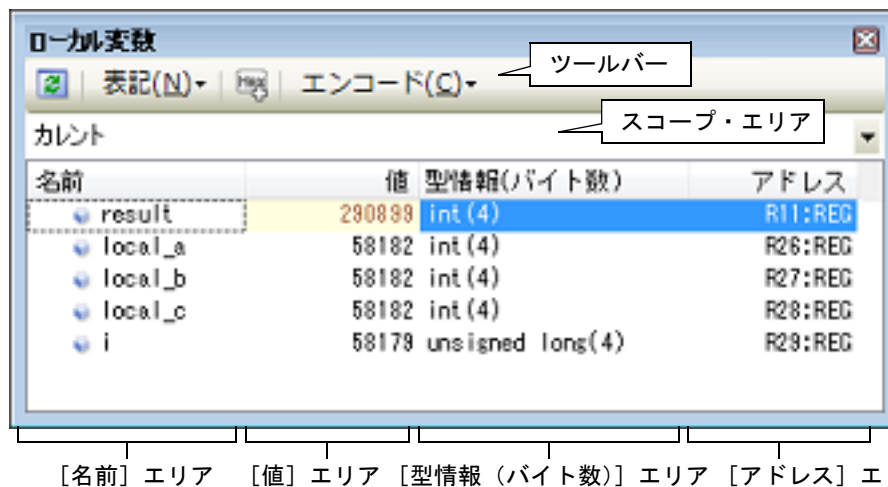 ローカル変数
ツールバー
表記(N) Hex エンコード(C)
スコープ・エリア
カレント
名前 値 型情報(バイト数) アドレス
result 290899 int(4) R11:REG
local_a 58182 int(4) R26:REG
local_b 58182 int(4) R27:REG
local_c 58182 int(4) R28:REG
i 58179 unsigned long(4) R29:REG
［名前］エリア ［値］エリア ［型情報（バイト数）］エリア ［アドレス］エ